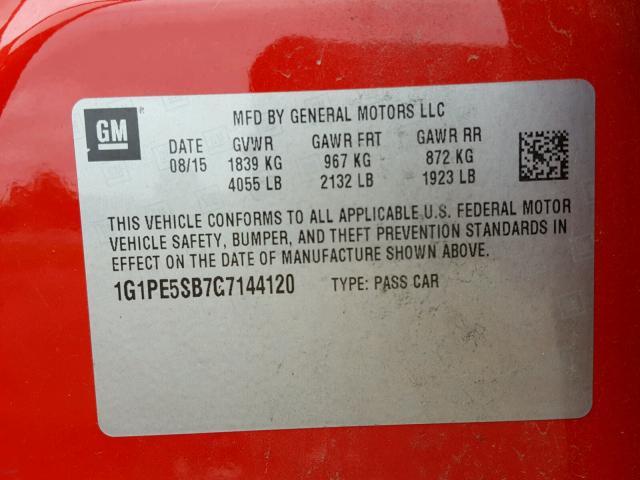 GM
MFD BY GENERAL MOTORS LLC
DATE GVWR GAWR FRT GAWR RR
08/15 1839 KG 967 KG 872 KG
4055 LB 2132 LB 1923 LB
THIS VEHICLE CONFORMS TO ALL APPLICABLE U.S. FEDERAL MOTOR
VEHICLE SAFETY, BUMPER, AND THEFT PREVENTION STANDARDS IN
EFFECT ON THE DATE OF MANUFACTURE SHOWN ABOVE.
1G1PE5SB7G7144120 TYPE: PASS CAR